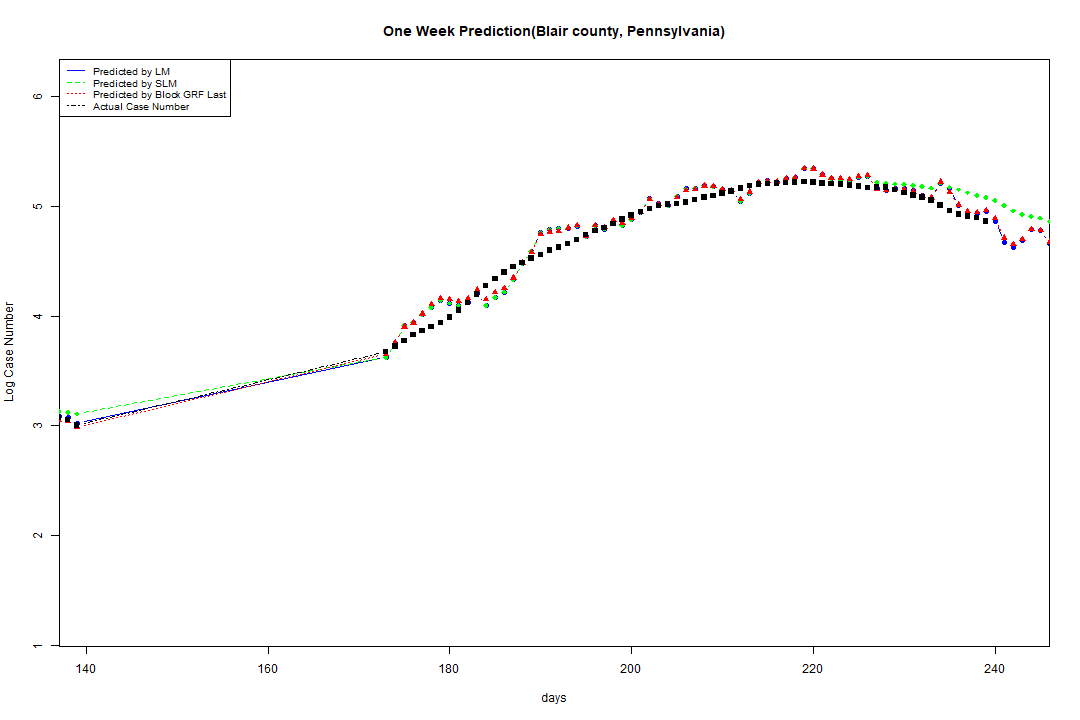 One Week Prediction(Blair county, Pennsylvania)
Predicted by LM
Predicted by SLM
Predicted by Block GRF Last
Actual Case Number
6
5
4
3
2
1
Log Case Number
140 160 180 200 220 240
days